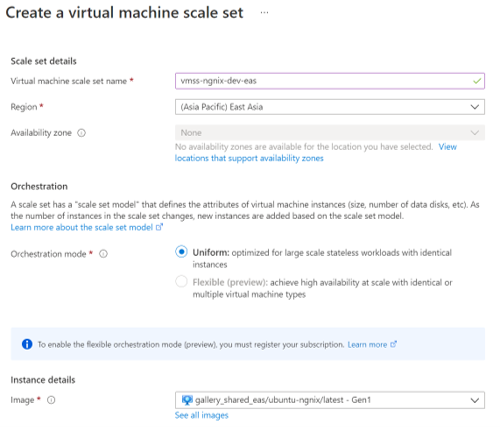 Create a virtual machine scale set ...
Scale set details
Virtual machine scale set name *
vmss-ngnix-dev-eas
Region *
(Asia Pacific) East Asia
Availability zone
None
No availability zones are available for the location you have selected. View
locations that support availability zones
Orchestration
A scale set has a "scale set model" that defines the attributes of virtual machine instances (size, number of data disks, etc). As
the number of instances in the scale set changes, new instances are added based on the scale set model.
Learn more about the scale set model
Orchestration mode *
Uniform: optimized for large scale stateless workloads with identical
instances
Flexible (preview): achieve high availability at scale with identical or
multiple virtual machine types
To enable the flexible orchestration mode (preview), you must register your subscription. Learn more
Instance details
Image *
gallery_shared_eas/ubuntu-ngnix/latest - Gen1
See all images